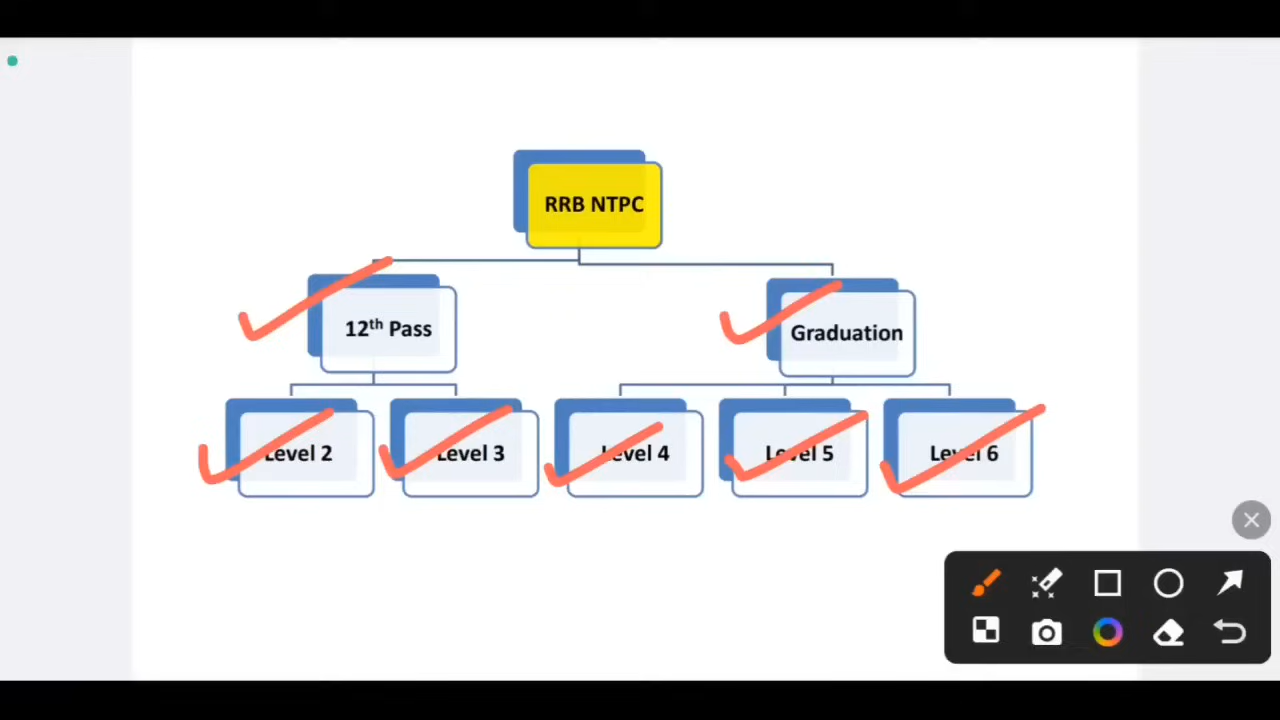 RRB NTPC
12th Pass
Graduation
Level 2
Level 3
Level 4
Level 5
Level 6